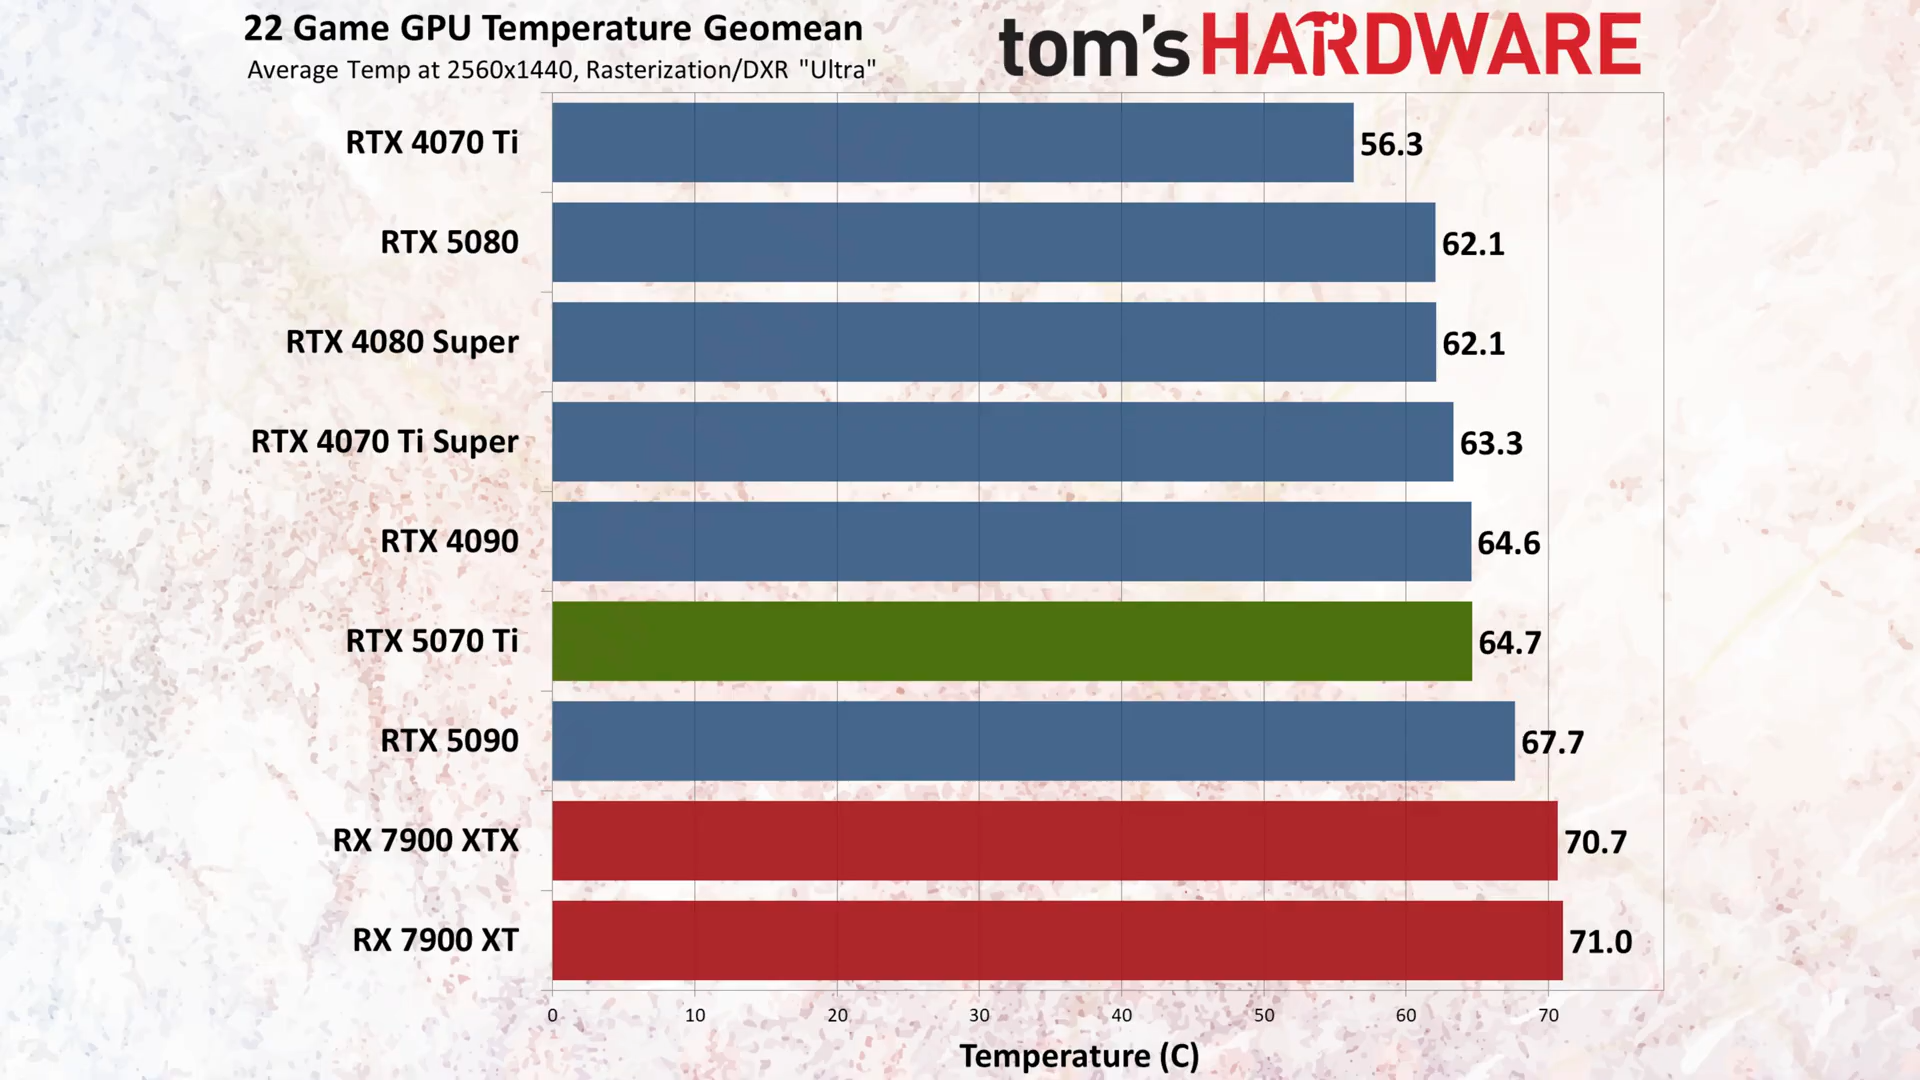 22 Game GPU Temperature Geomean
Average Temp at 2560x1440, Rasterization/DXR "Ultra"
tom's HARDWARE
RTX 4070 Ti 56.3
RTX 5080 62.1
RTX 4080 Super 62.1
RTX 4070 Ti Super 63.3
RTX 4090 64.6
RTX 5070 Ti 64.7
RTX 5090 67.7
RX 7900 XTX 70.7
RX 7900 XT 71.0
0 10 20 30 40 50 60 70
Temperature (C)